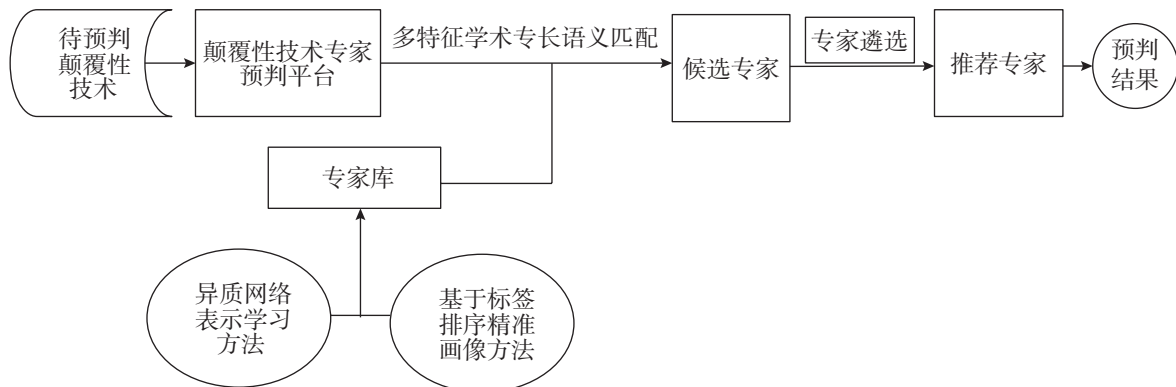 待预判
颠覆性
技术
颠覆性技术专家
预判平台
多特征学术专长语义匹配
候选专家
专家遴选
推荐专家
预判
结果
专家库
异质网络
表示学习
方法
基于标签
排序精准
画像方法